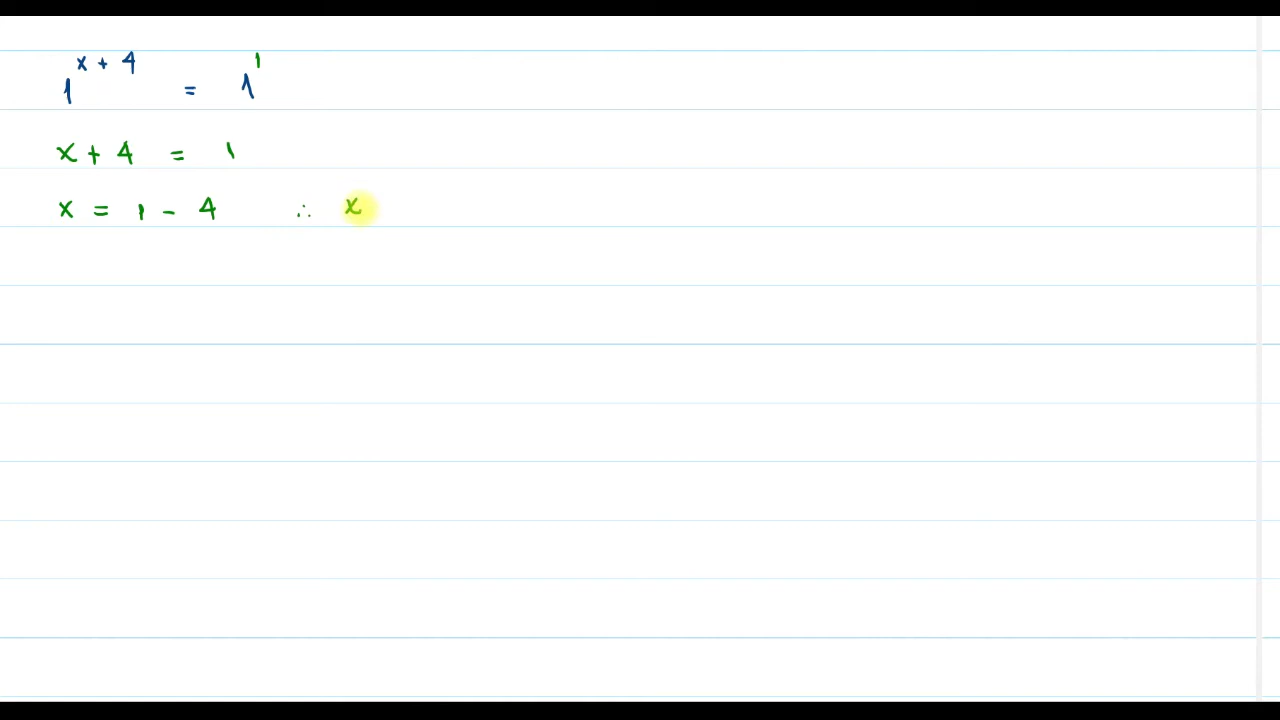 1^{x + 4} = 1^{1}
x + 4 = 1
x = 1 - 4 ∴ x